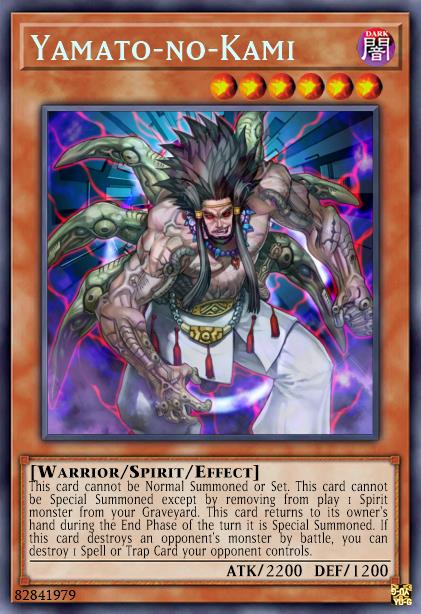 YAMATO-NO-KAMI
DARK
闇
[WARRIOR/SPIRIT/EFFECT]
This card cannot be Normal Summoned or Set. This card cannot
be Special Summoned except by removing from play 1 Spirit
monster from your Graveyard. This card returns to its owner's
hand during the End Phase of the turn it is Special Summoned. If
this card destroys an opponent's monster by battle, you can
destroy 1 Spell or Trap Card your opponent controls.
ATK/2200 DEF/1200
82841979